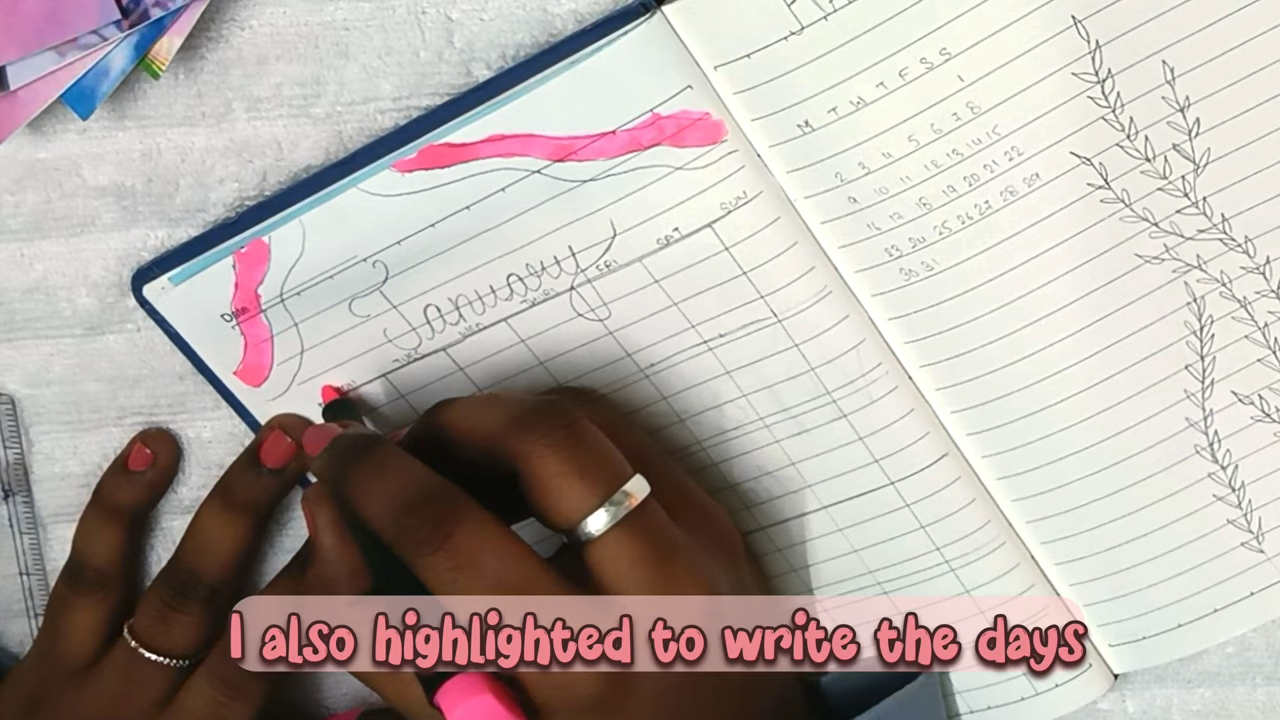 Date
January
TUE
THUR
FRI
SAT
SUN
M T W T F S S
1
2 3 4 5 6 7 8
9 10 11 12 13 14 15
16 17 18 19 20 21 22
23 24 25 26 27 28 29
30 31
I also highlighted to write the days